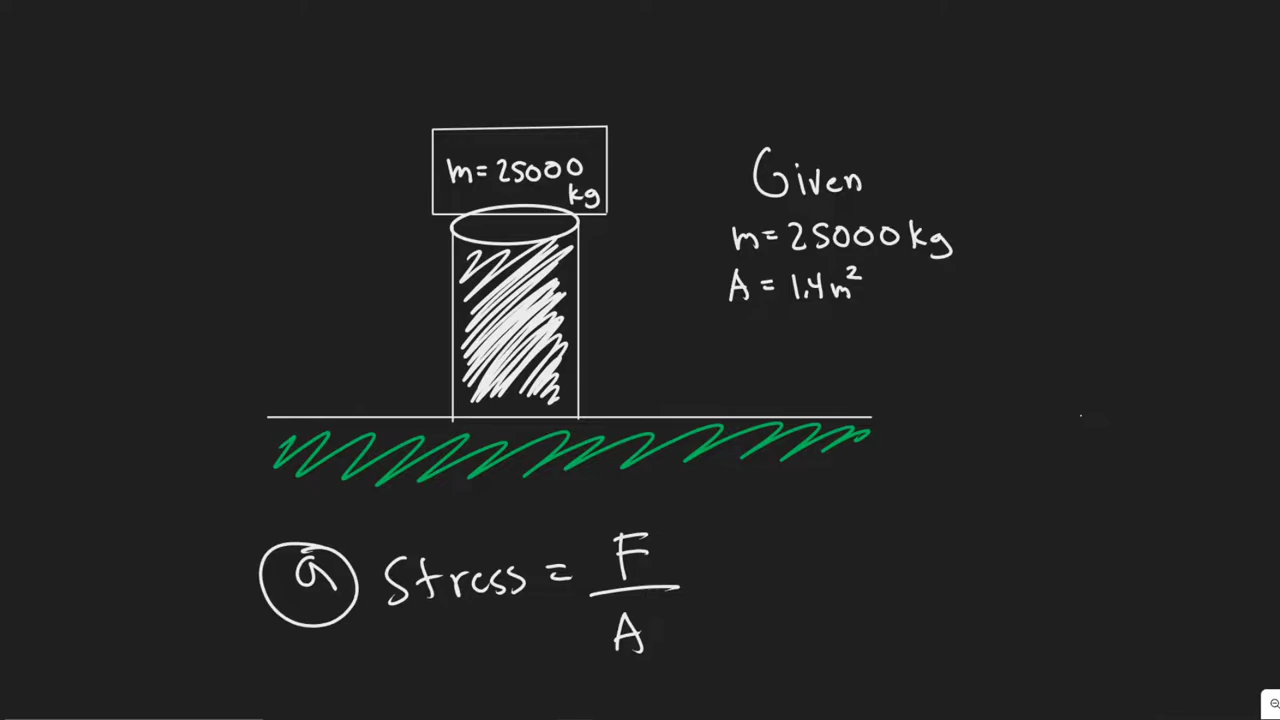 m=25000
kg
Given
m=25000kg
A = 1.4m²
a Stress = F
A